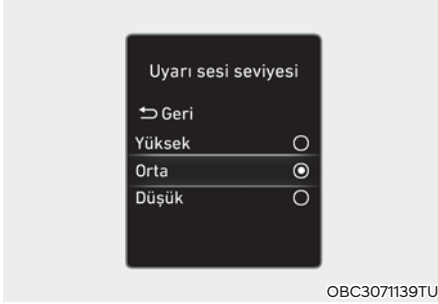 Uyarı sesi seviyesi
Geri
Yüksek
Orta
Düşük
OBC3071139TU